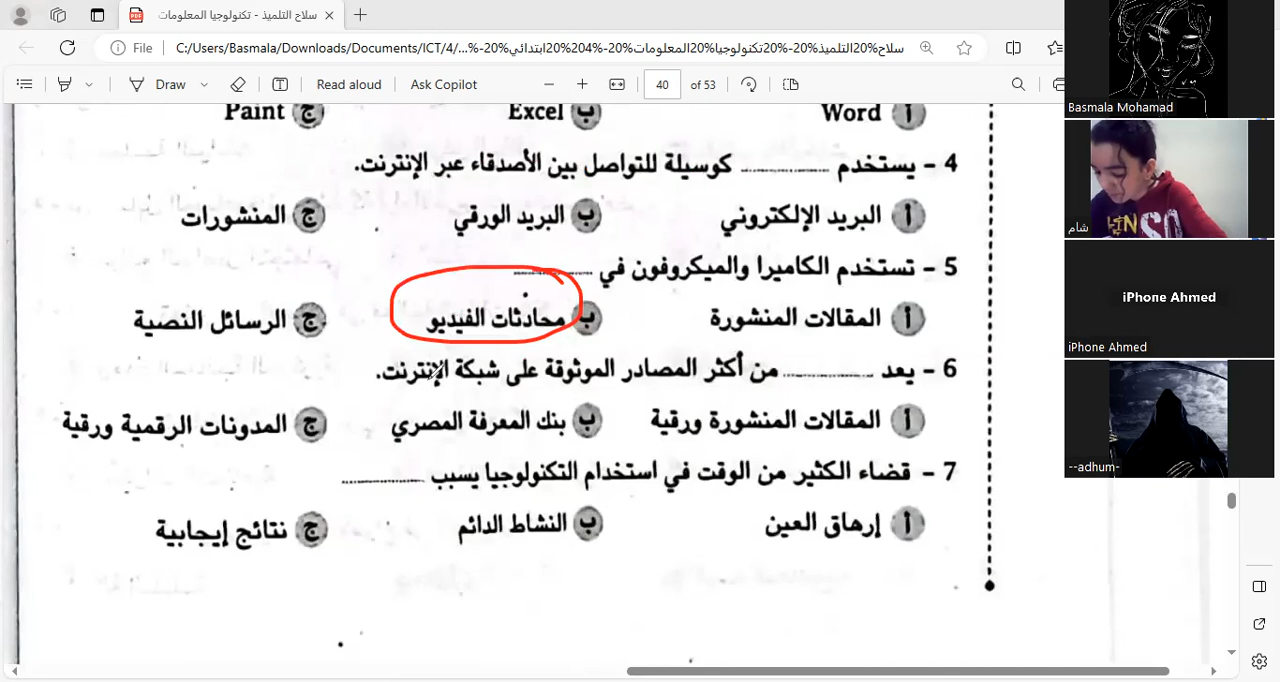 سلاح التلميذ - تكنولوجيا المعلومات
File C:/Users/Basmala/Downloads/Documents/ICT/4/...سلاح%20التلميذ%20-%20تكنولوجيا%20المعلومات%20-%204%20ابتدائي%20-%...
Draw Read aloud Ask Copilot 40 of 53
أ Word ب Excel ج Paint
4 - يستخدم ............ كوسيلة للتواصل بين الأصدقاء عبر الإنترنت.
أ البريد الإلكتروني ب البريد الورقي ج المنشورات
5 - تستخدم الكاميرا والميكروفون في ............
أ المقالات المنشورة ب محادثات الفيديو ج الرسائل النصية
6 - يعد ............ من أكثر المصادر الموثوقة على شبكة الإنترنت.
أ المقالات المنشورة ورقية ب بنك المعرفة المصري ج المدونات الرقمية ورقية
7 - قضاء الكثير من الوقت في استخدام التكنولوجيا يسبب ............
أ إرهاق العين ب النشاط الدائم ج نتائج إيجابية
Basmala Mohamad
شام
iPhone Ahmed
iPhone Ahmed
--adhum-